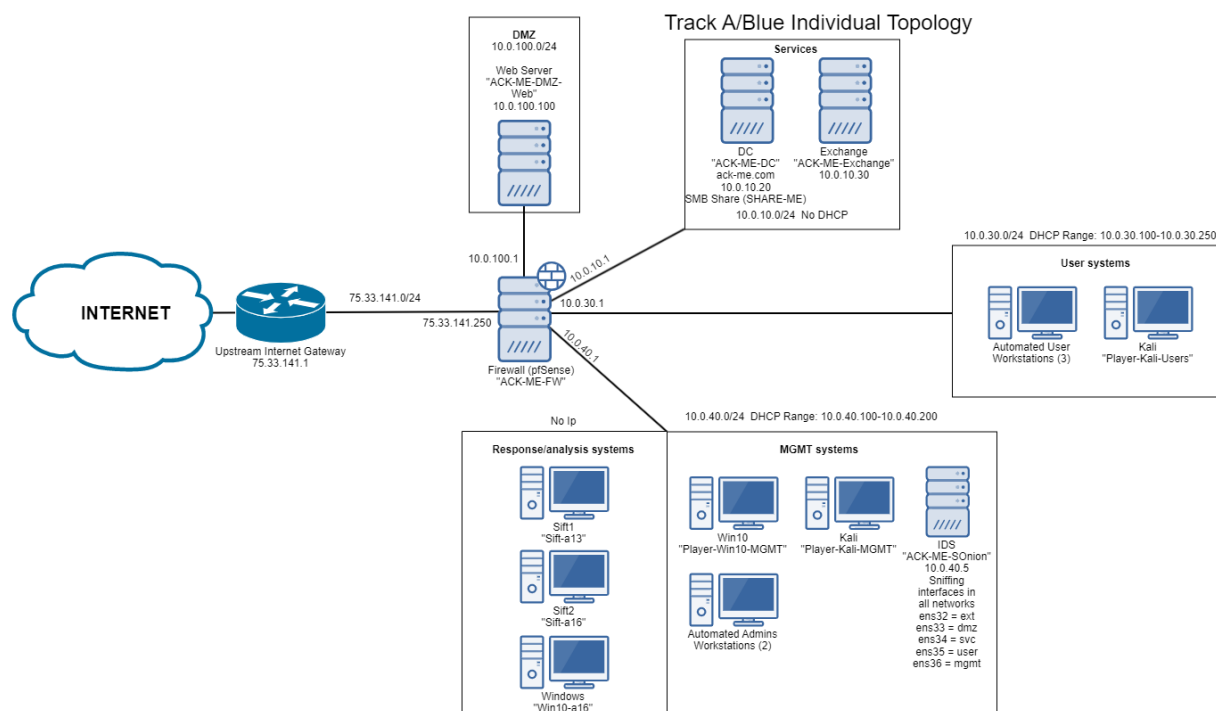 Track A/Blue Individual Topology
DMZ
10.0.100.0/24
Web Server
"ACK-ME-DMZ-
Web"
10.0.100.100
Services
DC
"ACK-ME-DC"
ack-me.com
10.0.10.20
SMB Share (SHARE-ME)
Exchange
"ACK-ME-Exchange"
10.0.10.30
10.0.10.0/24 No DHCP
10.0.30.0/24 DHCP Range: 10.0.30.100-10.0.30.250
User systems
Automated User
Workstations (3)
Kali
"Player-Kali-Users"
10.0.100.1
10.0.10.1
10.0.30.1
10.0.40.1
INTERNET
Upstream Internet Gateway
75.33.141.1
75.33.141.0/24
75.33.141.250
Firewall (pfSense)
"ACK-ME-FW"
No Ip
Response/analysis systems
Sift1
"Sift-a13"
Sift2
"Sift-a16"
Windows
"Win10-a16"
10.0.40.0/24 DHCP Range: 10.0.40.100-10.0.40.200
MGMT systems
Win10
"Player-Win10-MGMT"
Kali
"Player-Kali-MGMT"
Automated Admins
Workstations (2)
IDS
"ACK-ME-SOnion"
10.0.40.5
Sniffing
interfaces in
all networks
ens32 = ext
ens33 = dmz
ens34 = svc
ens35 = user
ens36 = mgmt